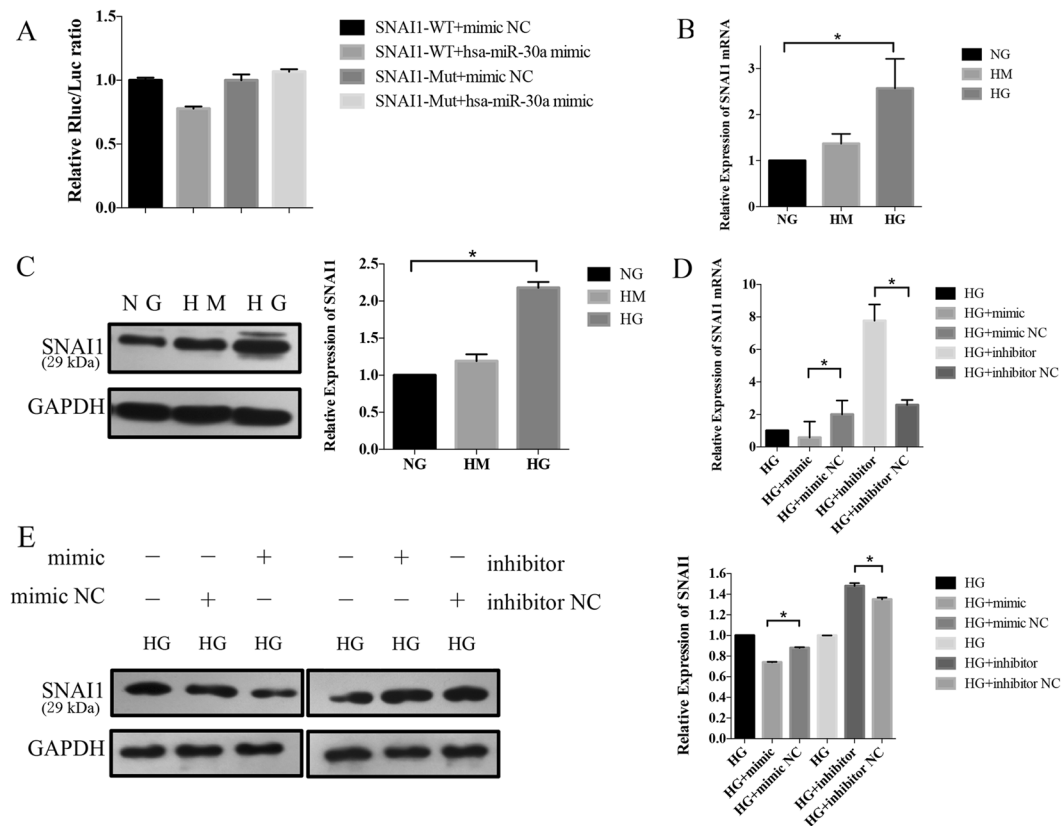 A
Relative Rluc/Luc ratio
1.5
1.0
0.5
0.0
SNAI1-WT+mimic NC
SNAI1-WT+hsa-miR-30a mimic
SNAI1-Mut+mimic NC
SNAI1-Mut+hsa-miR-30a mimic
B
Relative Expression of SNAI1 mRNA
3
2
1
0
*
NG
HM
HG
NG
HM
HG
C
NG HM HG
SNAI1
(29 kDa)
GAPDH
Relative Expression of SNAI1
2.5
2.0
1.5
1.0
0.5
0.0
*
NG
HM
HG
NG
HM
HG
D
Relative Expression of SNAI1 mRNA
10
8
6
4
2
0
*
*
HG
HG+mimic
HG+mimic NC
HG+inhibitor
HG+inhibitor NC
HG
HG+mimic
HG+mimic NC
HG+inhibitor
HG+inhibitor NC
E
mimic − − + − + − inhibitor
mimic NC − + − − − + inhibitor NC
HG HG HG HG HG HG
SNAI1
(29 kDa)
GAPDH
Relative Expression of SNAI1
1.6
1.4
1.2
1.0
0.8
0.6
0.4
0.2
0.0
*
*
HG
HG+mimic
HG+mimic NC
HG
HG+inhibitor
HG+inhibitor NC
HG
HG+mimic
HG+mimic NC
HG
HG+inhibitor
HG+inhibitor NC